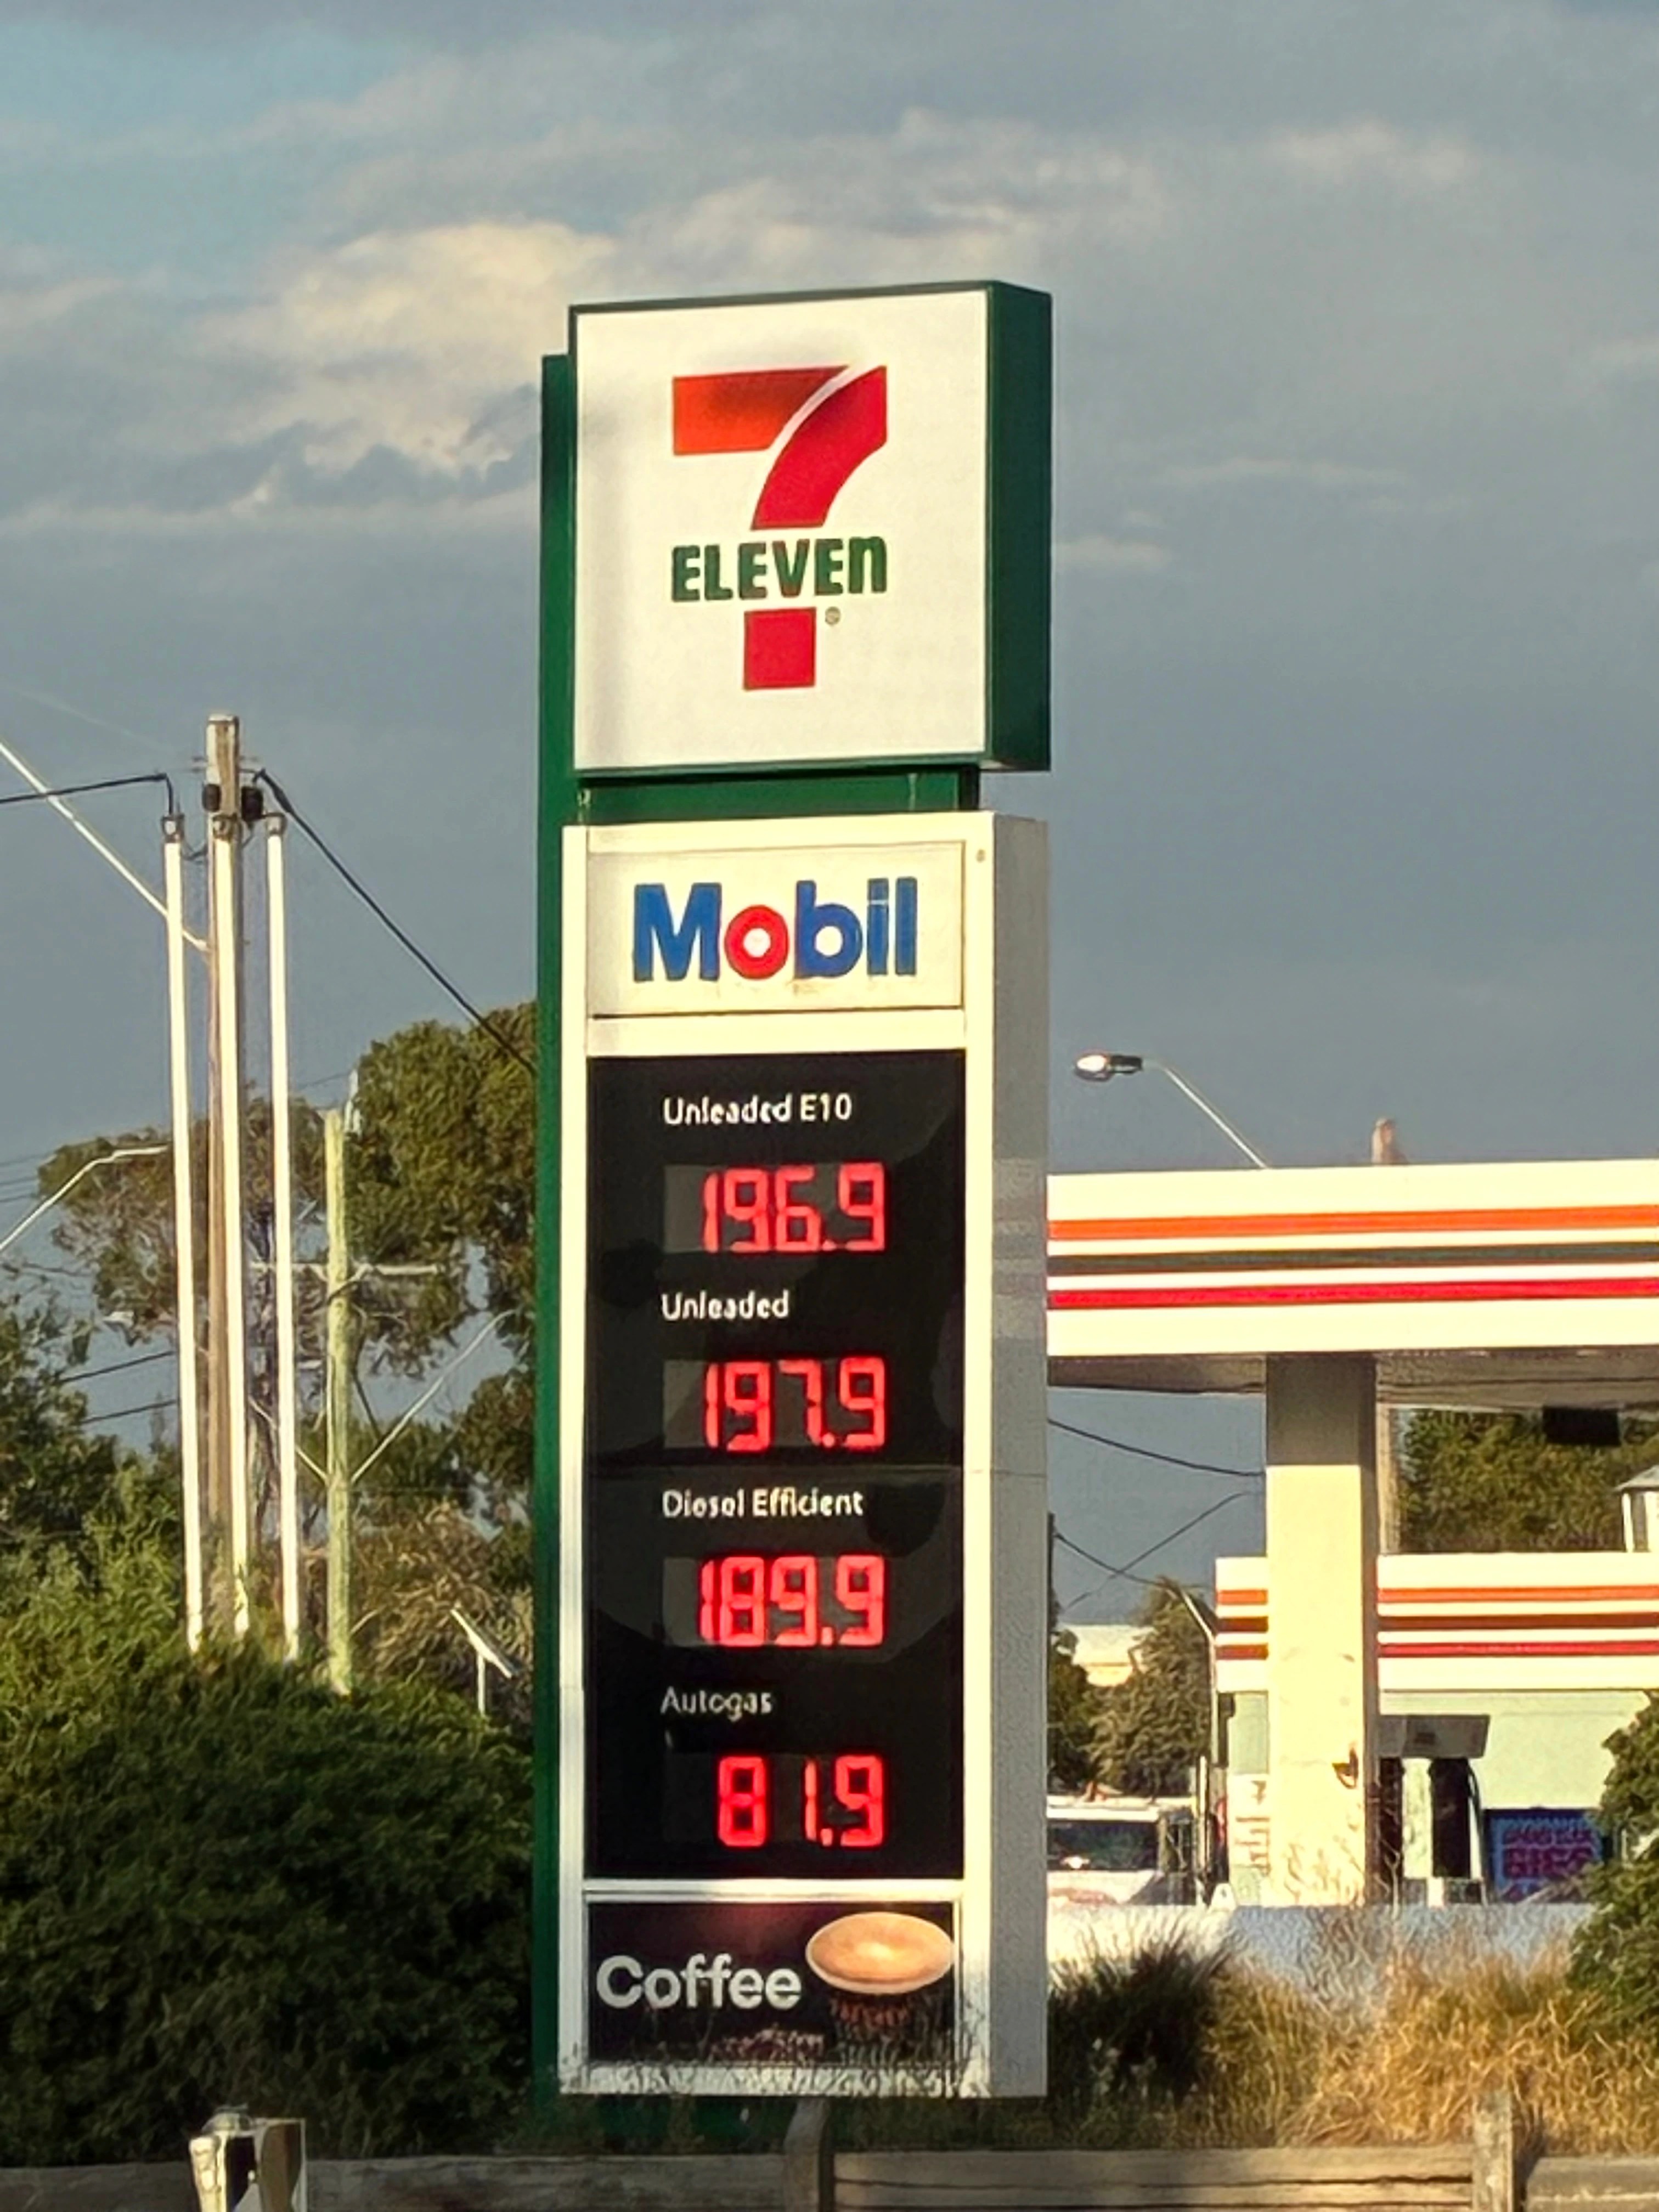 7
ELEVEn
®
Mobil
Unleaded E10
196.9
Unleaded
197.9
Diesel Efficient
189.9
Autogas
81.9
Coffee